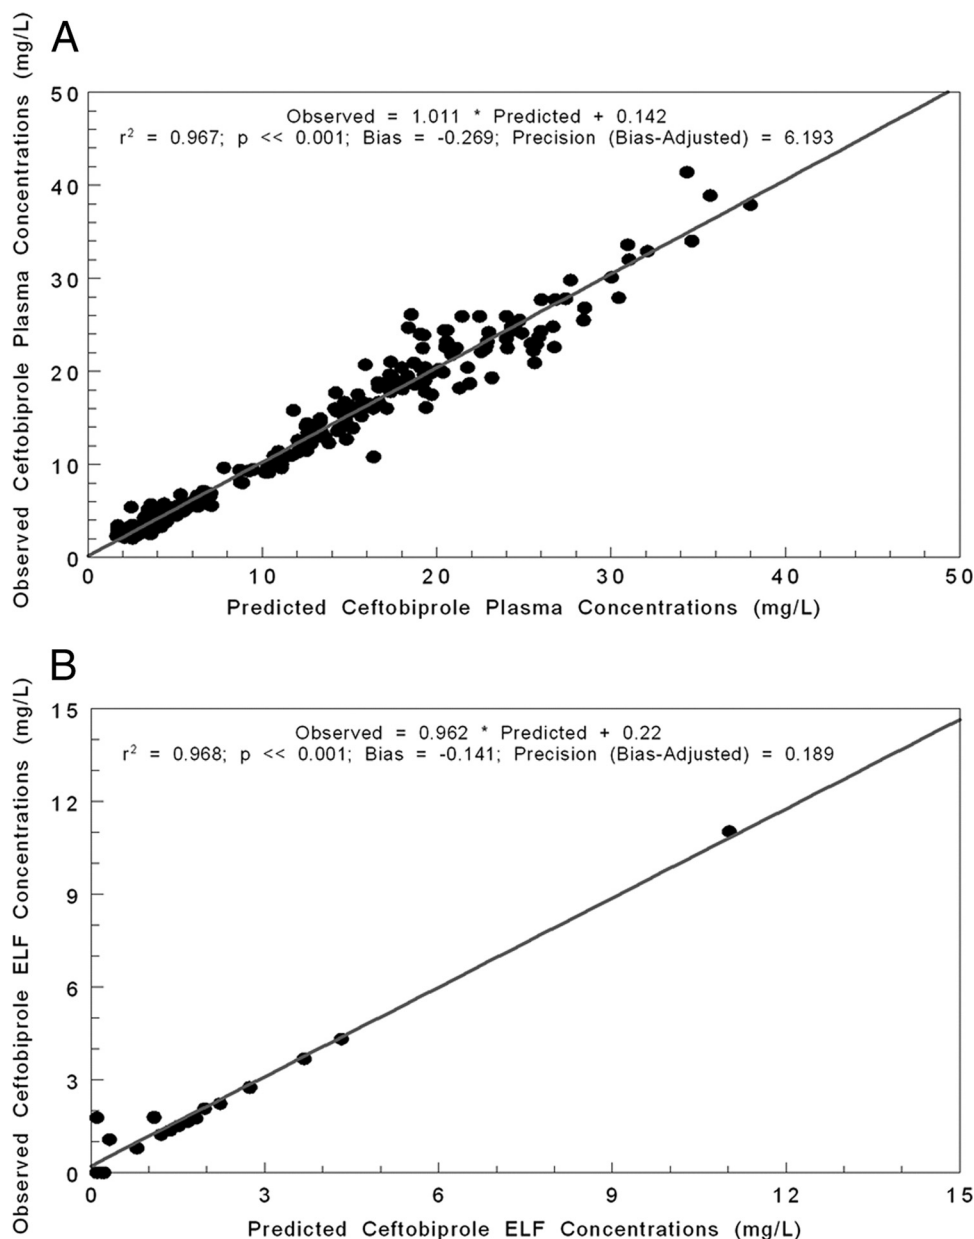 A
Observed Ceftobiprole Plasma Concentrations (mg/L)
Observed = 1.011 * Predicted + 0.142
r² = 0.967; p << 0.001; Bias = -0.269; Precision (Bias-Adjusted) = 6.193
50
40
30
20
10
0
0 10 20 30 40 50
Predicted Ceftobiprole Plasma Concentrations (mg/L)
B
Observed Ceftobiprole ELF Concentrations (mg/L)
Observed = 0.962 * Predicted + 0.22
r² = 0.968; p << 0.001; Bias = -0.141; Precision (Bias-Adjusted) = 0.189
15
12
9
6
3
0
0 3 6 9 12 15
Predicted Ceftobiprole ELF Concentrations (mg/L)